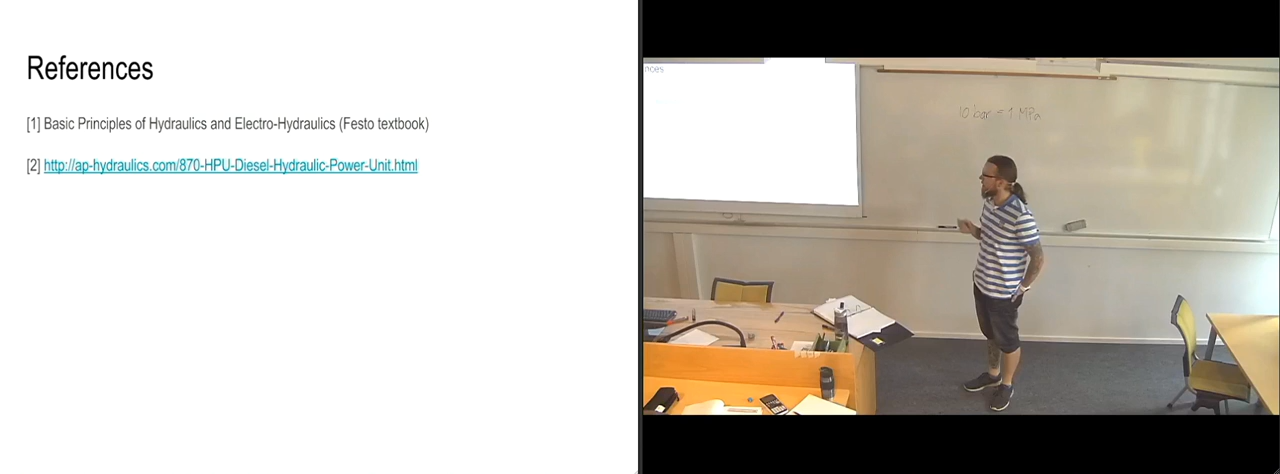 References
[1] Basic Principles of Hydraulics and Electro-Hydraulics (Festo textbook)
[2] http://ap-hydraulics.com/870-HPU-Diesel-Hydraulic-Power-Unit.html
nces
10 bar = 1 MPa